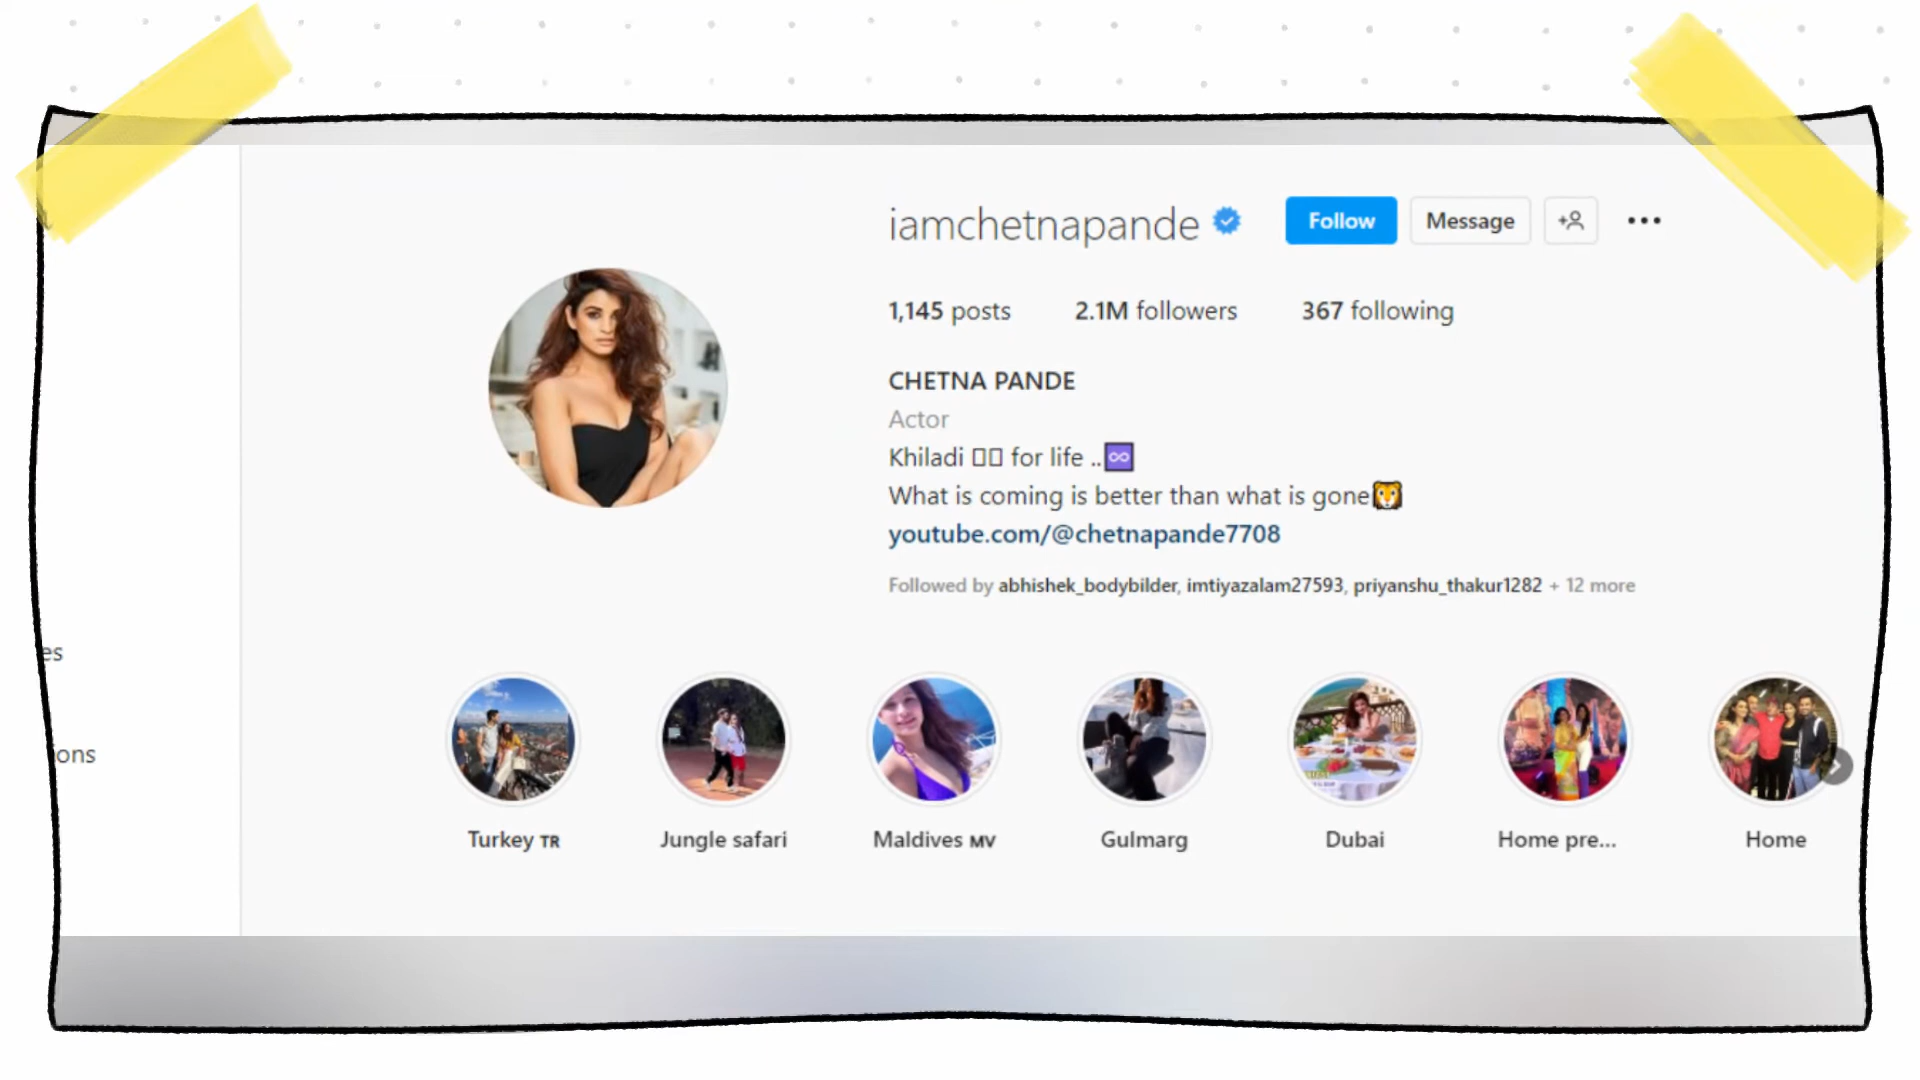 iamchetnapande Follow Message
1,145 posts 2.1M followers 367 following
CHETNA PANDE
Actor
Khiladi for life ..♾️
What is coming is better than what is gone🐯
youtube.com/@chetnapande7708
Followed by abhishek_bodybilder, imtiyazalam27593, priyanshu_thakur1282 + 12 more
es
ons
Turkey TR Jungle safari Maldives MV Gulmarg Dubai Home pre... Home